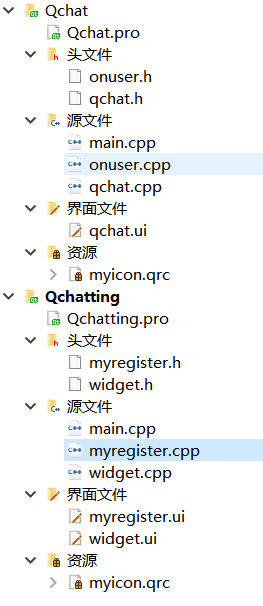 Qchat
Qchat.pro
头文件
onuser.h
qchat.h
源文件
main.cpp
onuser.cpp
qchat.cpp
界面文件
qchat.ui
资源
myicon.qrc
Qchatting
Qchatting.pro
头文件
myregister.h
widget.h
源文件
main.cpp
myregister.cpp
widget.cpp
界面文件
myregister.ui
widget.ui
资源
myicon.qrc